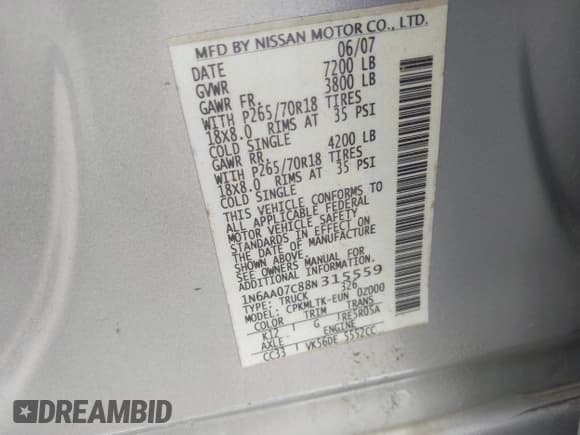 MFD BY NISSAN MOTOR CO., LTD.
DATE 06/07
GVWR 7200 LB
GAWR FR. 3800 LB
WITH P265/70R18 TIRES
18X8.0 RIMS AT 35 PSI
COLD SINGLE
GAWR RR. 4200 LB
WITH P265/70R18 TIRES
18X8.0 RIMS AT 35 PSI
COLD SINGLE
THIS VEHICLE CONFORMS TO
ALL APPLICABLE FEDERAL
MOTOR VEHICLE SAFETY
STANDARDS IN EFFECT ON
THE DATE OF MANUFACTURE
SHOWN ABOVE.
SEE OWNERS MANUAL FOR
ADDITIONAL INFORMATION
1N6AA07C88N315559
TYPE: TRUCK 326
MODEL: CPKMLTK-EUN 0Z000
COLOR TRIM TRANS
K12 G RE5R05A
AXLE ENGINE
CC33 VK56DE 5552CC
DREAMBID